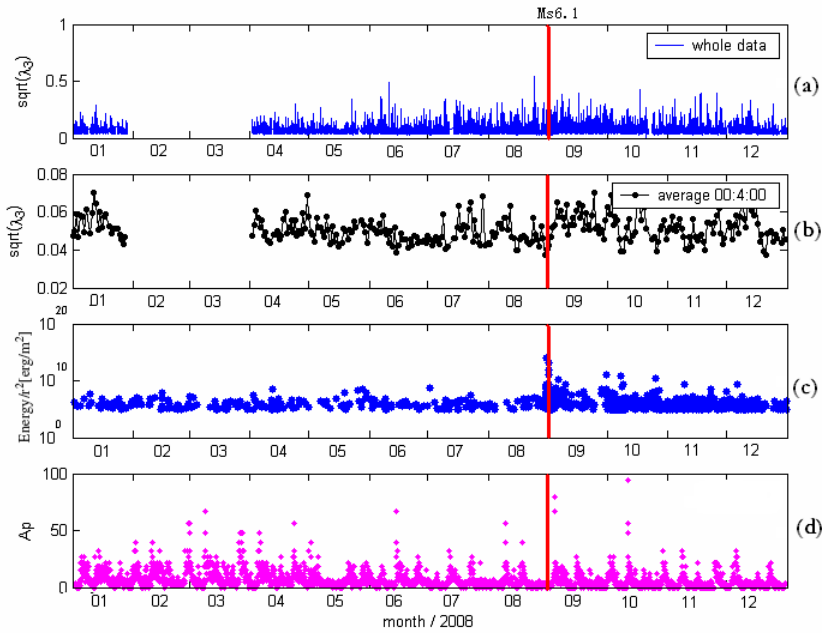 Ms6.1
1
0.5
0
sqrt(λ3)
whole data
(a)
01 02 03 04 05 06 07 08 09 10 11 12
0.08
0.06
0.04
0.02
sqrt(λ3)
average 00:4:00
(b)
01 02 03 04 05 06 07 08 09 10 11 12
10^20
10^10
10^0
Energy/r²[erg/m²]
(c)
01 02 03 04 05 06 07 08 09 10 11 12
100
50
0
Ap
(d)
01 02 03 04 05 06 07 08 09 10 11 12
month / 2008